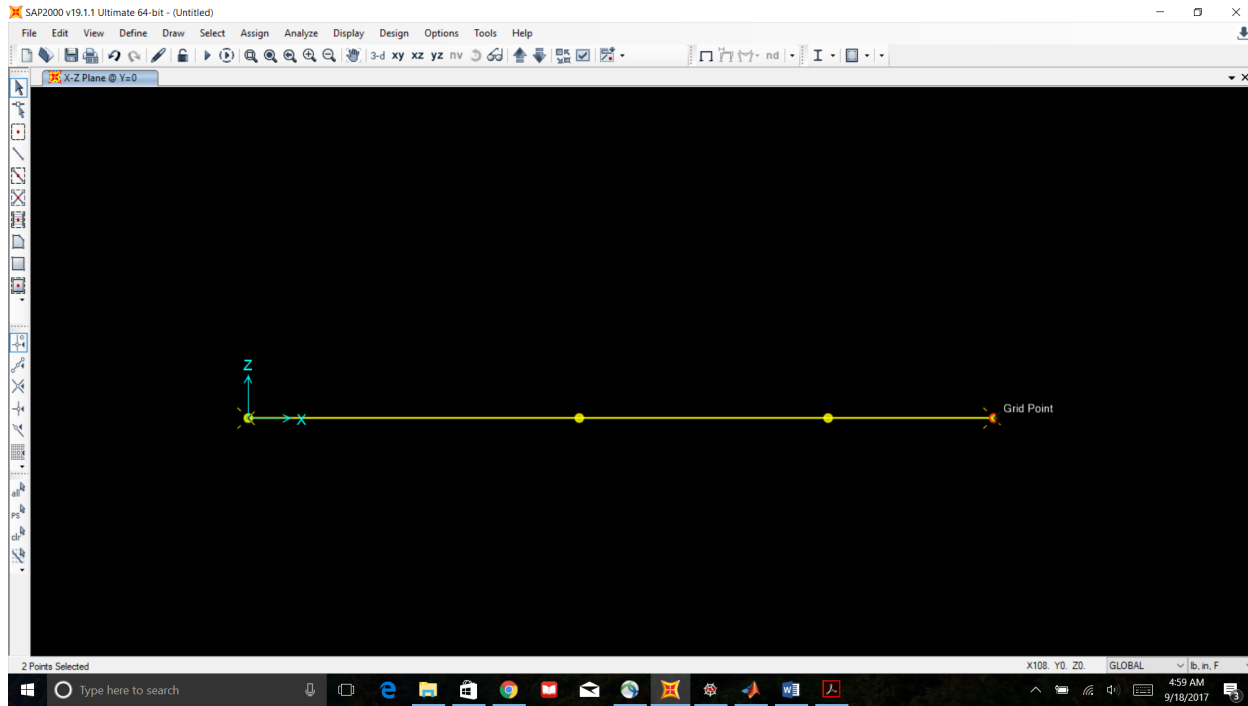 SAP2000 v19.1.1 Ultimate 64-bit - (Untitled)
File Edit View Define Draw Select Assign Analyze Display Design Options Tools Help
3-d xy xz yz nv nd
X-Z Plane @ Y=0
all
PS
clr
Z
X
Grid Point
2 Points Selected X108. Y0. Z0. GLOBAL lb, in, F
Type here to search
4:59 AM
9/18/2017
3